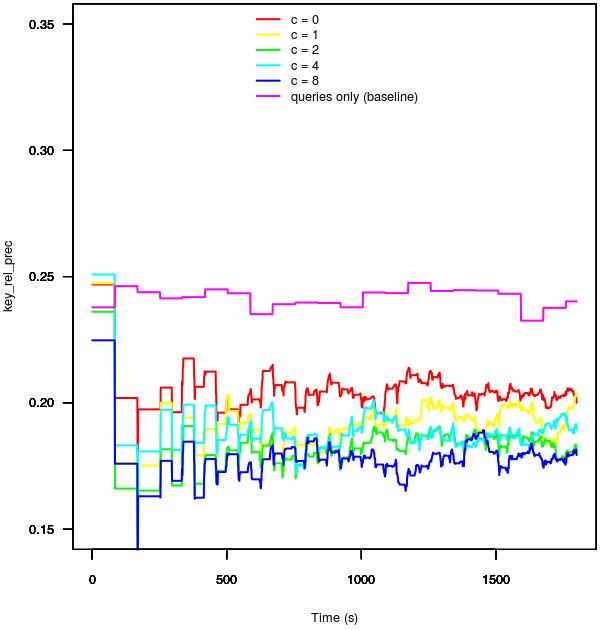 c = 0
c = 1
c = 2
c = 4
c = 8
queries only (baseline)
key_rel_prec
0.35
0.30
0.25
0.20
0.15
0 500 1000 1500
Time (s)